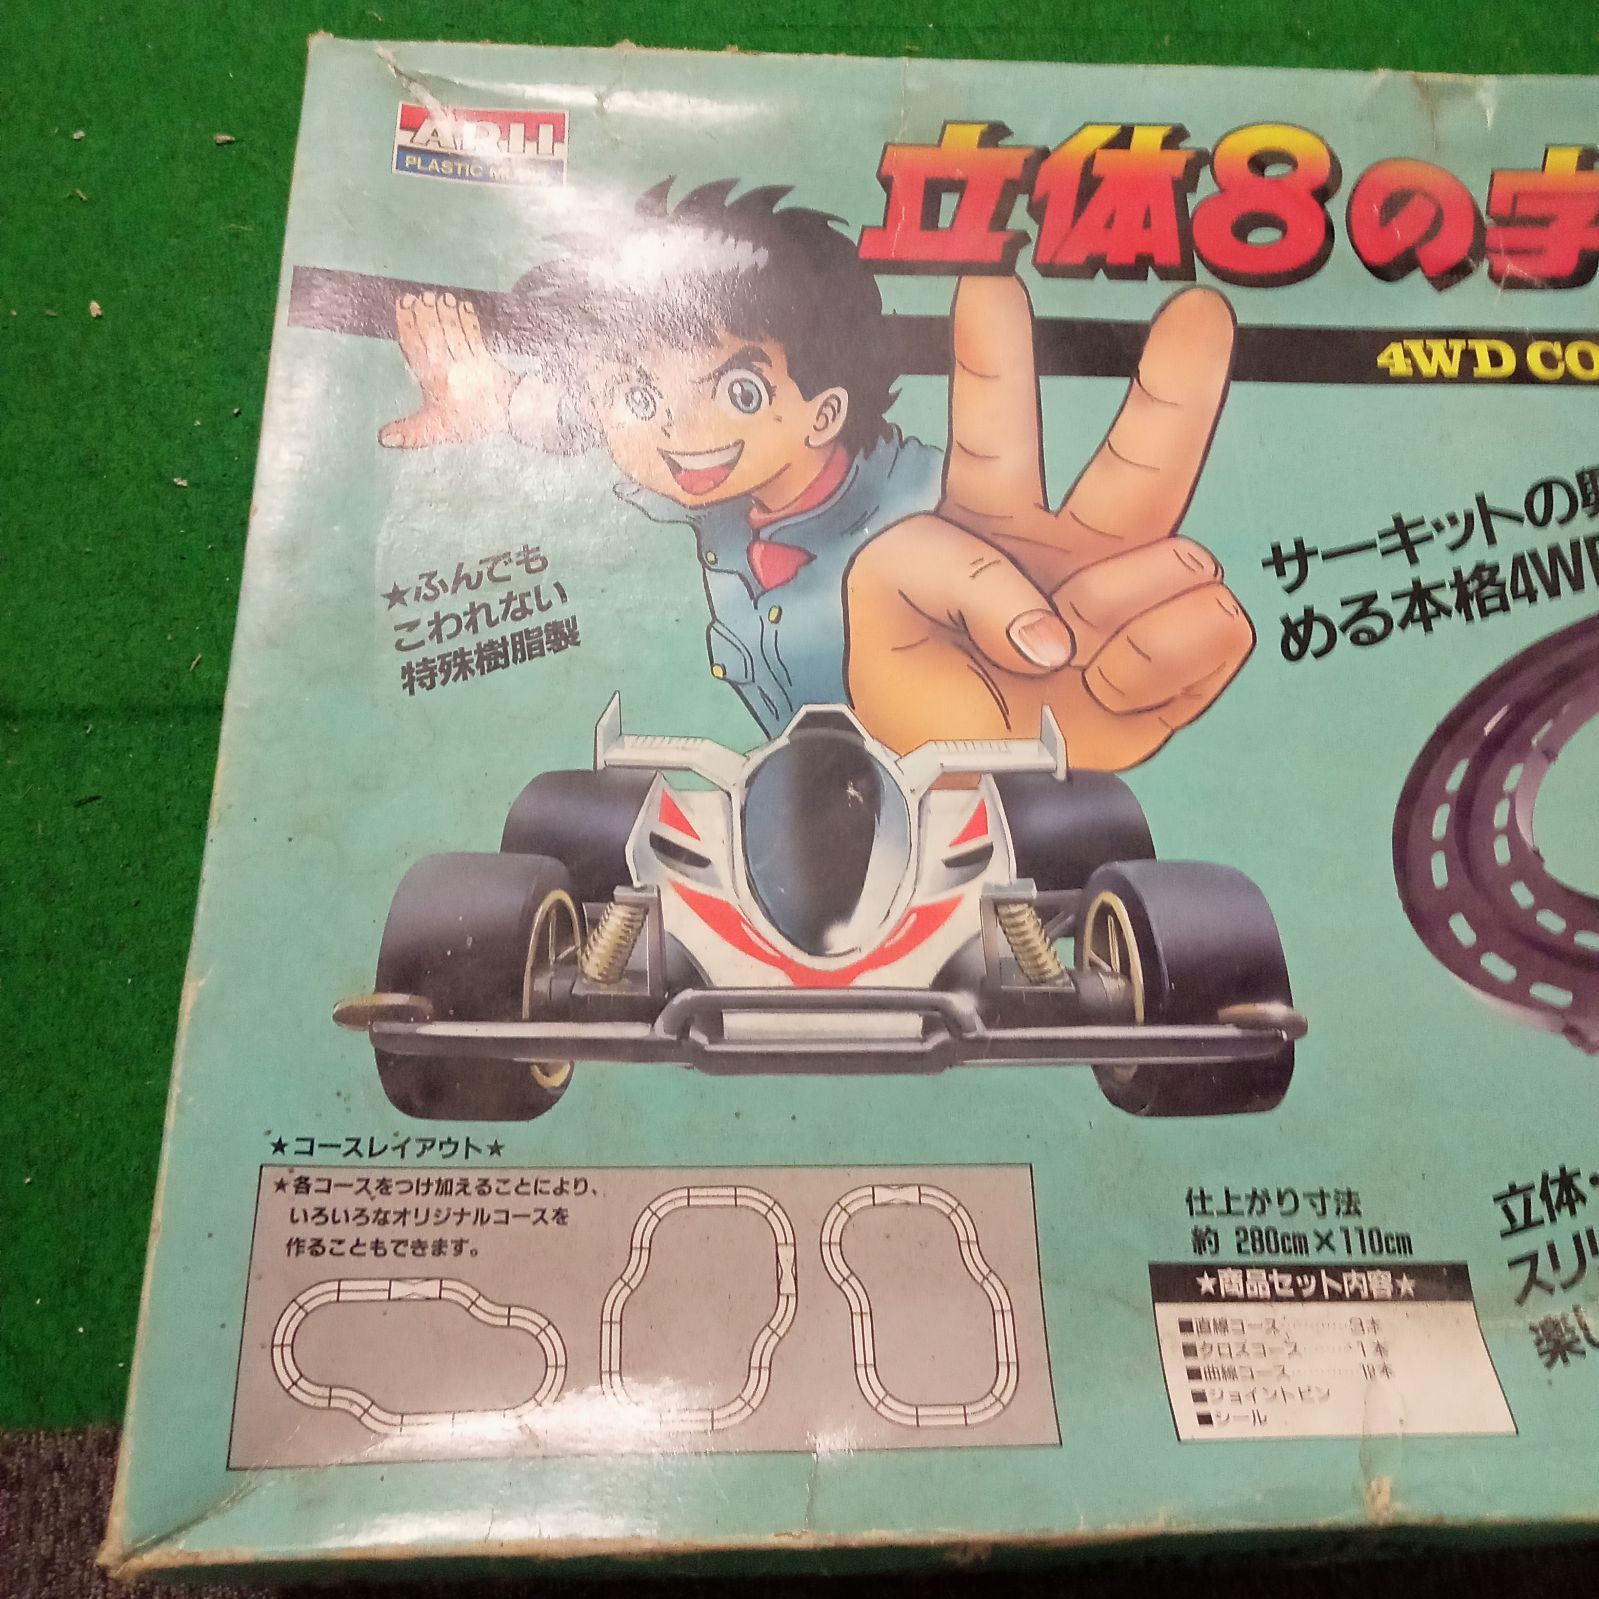 ARII
PLASTIC MODEL
立体8の字
4WD CO
サーキットの
める本格4WD
★ふんでも
こわれない
特殊樹脂製
★コースレイアウト★
★各コースをつけ加えることにより、
いろいろなオリジナルコースを
作ることもできます。
仕上がり寸法
約 280cm×110cm
★商品セット内容★
■直線コース
■クロスコース………1本
■曲線コース
■ジョイントピン
■シール
立体・
スリ
楽し